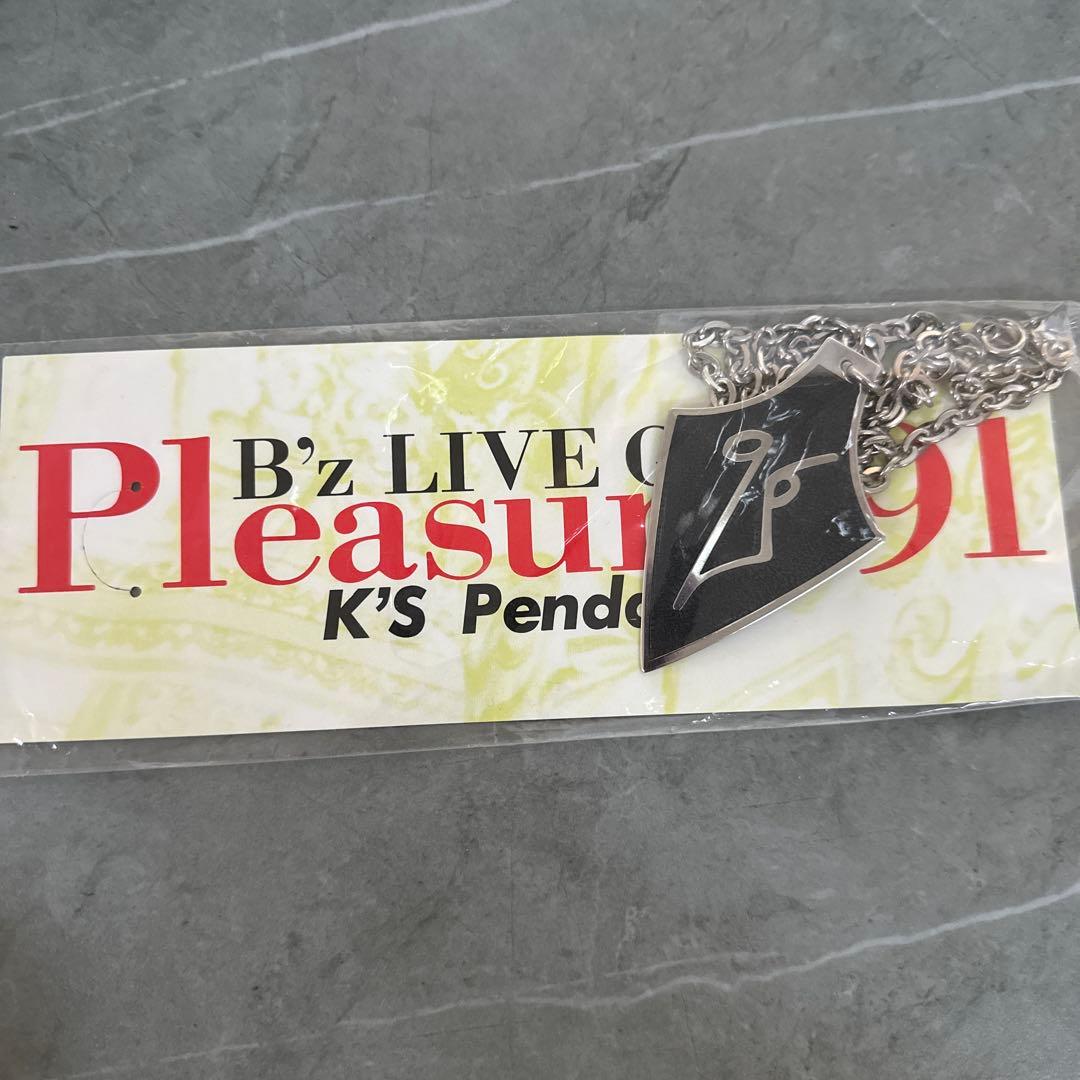 B'z LIVE
Pleasur 91
K'S Pend